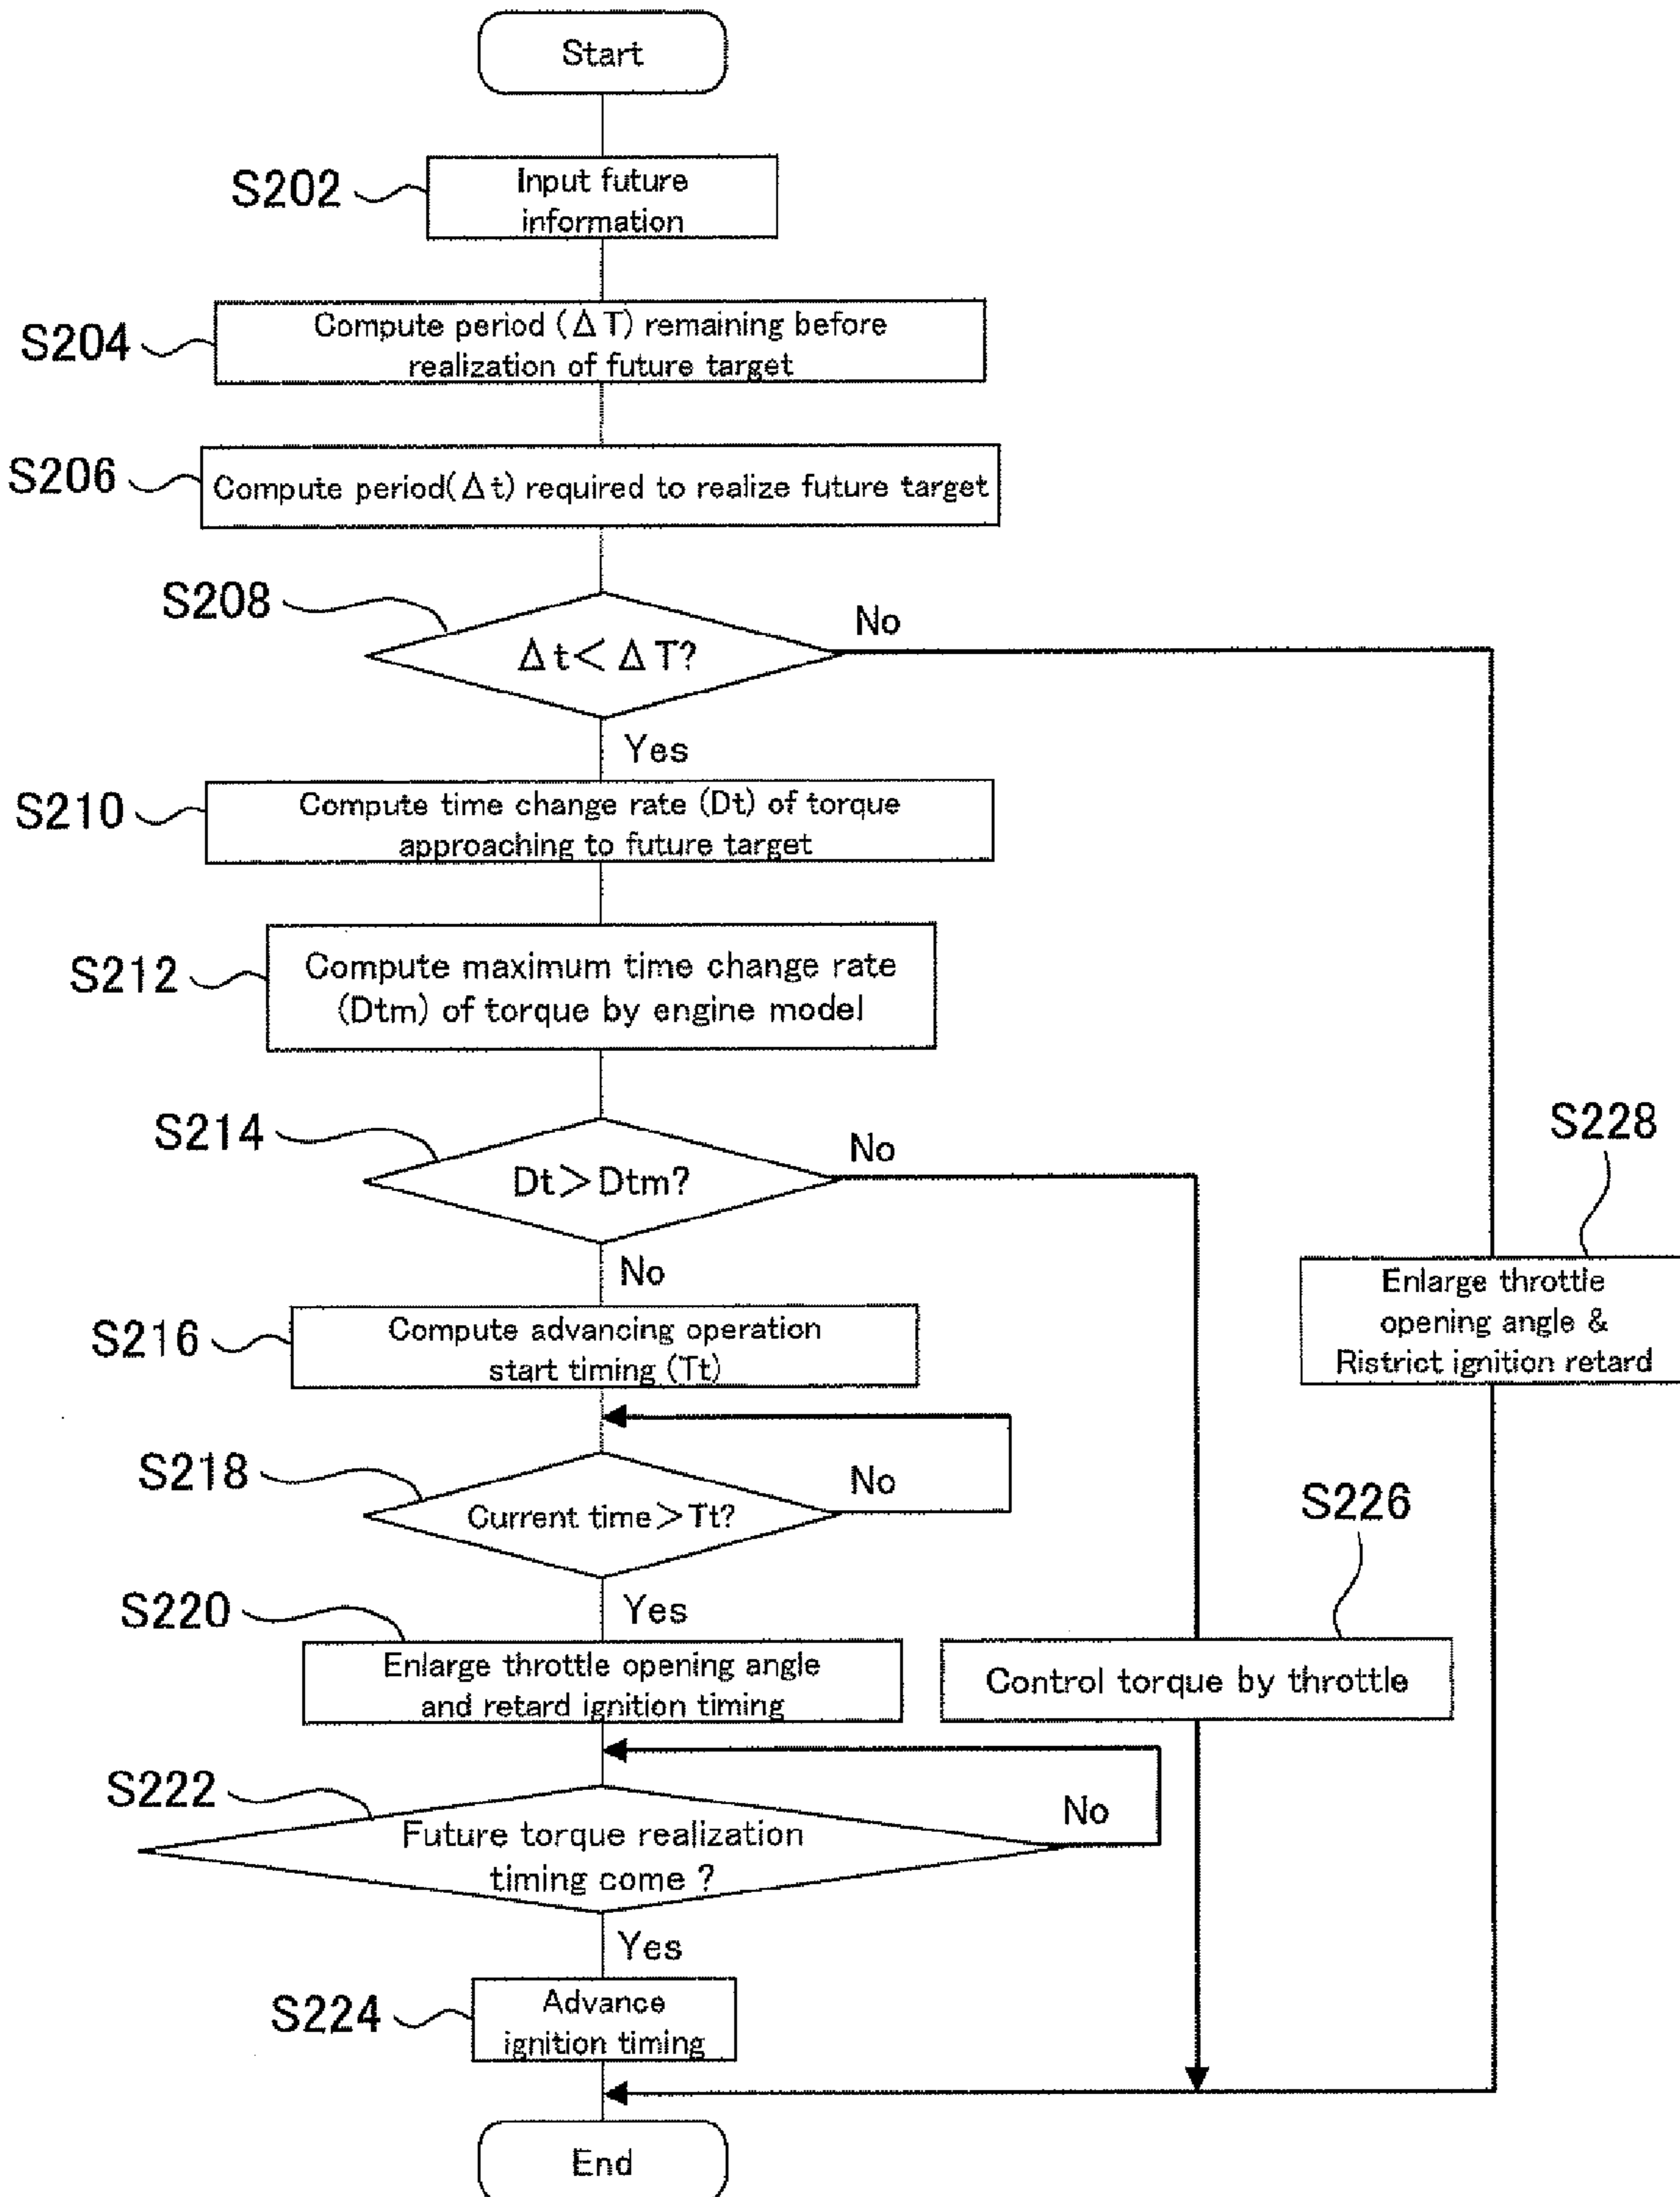 Start
S202
Input future
information
S204
Compute period (ΔT) remaining before
realization of future target
S206
Compute period(Δt) required to realize future target
S208
Δt<ΔT?
No
Yes
S210
Compute time change rate (Dt) of torque
approaching to future target
S212
Compute maximum time change rate
(Dtm) of torque by engine model
S214
Dt>Dtm?
No
No
S228
Enlarge throttle
opening angle &
Ristrict ignition retard
S216
Compute advancing operation
start timing (Tt)
S218
Current time>Tt?
No
Yes
S226
Control torque by throttle
S220
Enlarge throttle opening angle
and retard ignition timing
S222
Future torque realization
timing come ?
No
Yes
S224
Advance
ignition timing
End